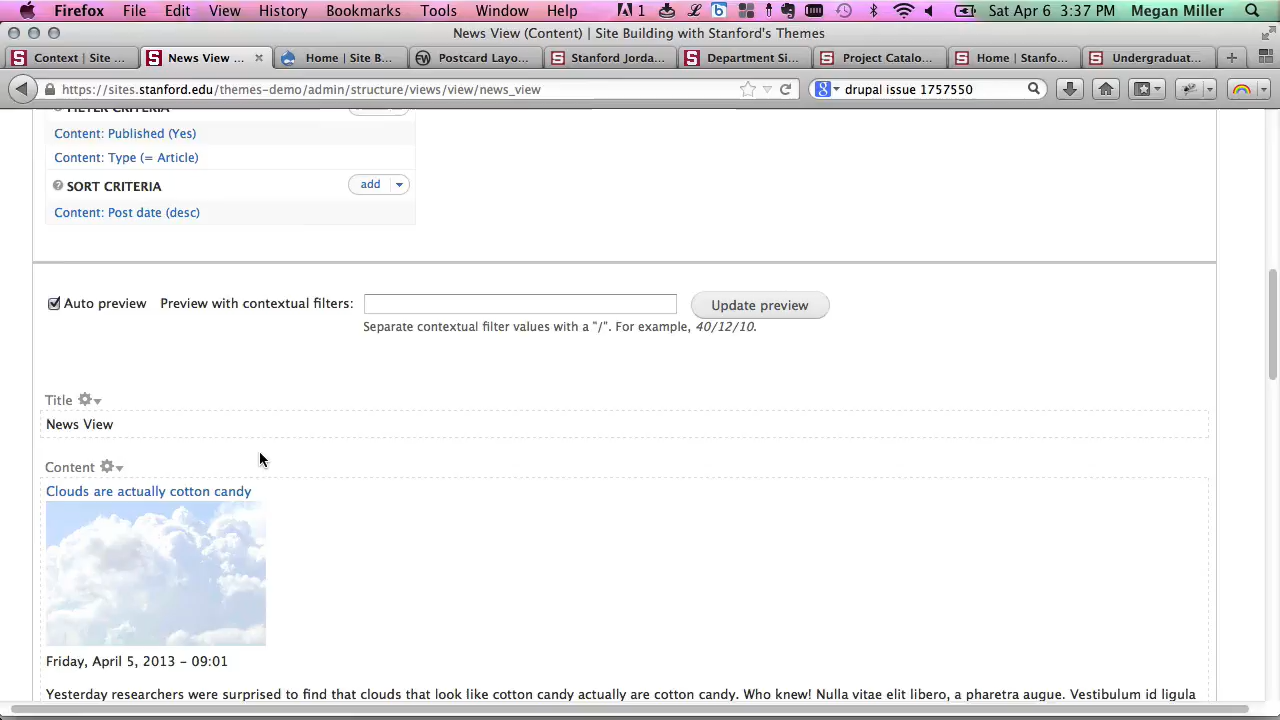 Firefox File Edit View History Bookmarks Tools Window Help 1 Sat Apr 6 3:37 PM Megan Miller
News View (Content) | Site Building with Stanford's Themes
Context | Site ... News View ... Home | Site B... Postcard Layo... Stanford Jorda... Department Si... Project Catalo... Home | Stanfo... Undergraduat...
https://sites.stanford.edu/themes-demo/admin/structure/views/view/news_view drupal issue 1757550
FILTER CRITERIA
Content: Published (Yes)
Content: Type (= Article)
SORT CRITERIA add
Content: Post date (desc)
Auto preview Preview with contextual filters: Update preview
Separate contextual filter values with a "/". For example, 40/12/10.
Title
News View
Content
Clouds are actually cotton candy
Friday, April 5, 2013 - 09:01
Yesterday researchers were surprised to find that clouds that look like cotton candy actually are cotton candy. Who knew! Nulla vitae elit libero, a pharetra augue. Vestibulum id ligula